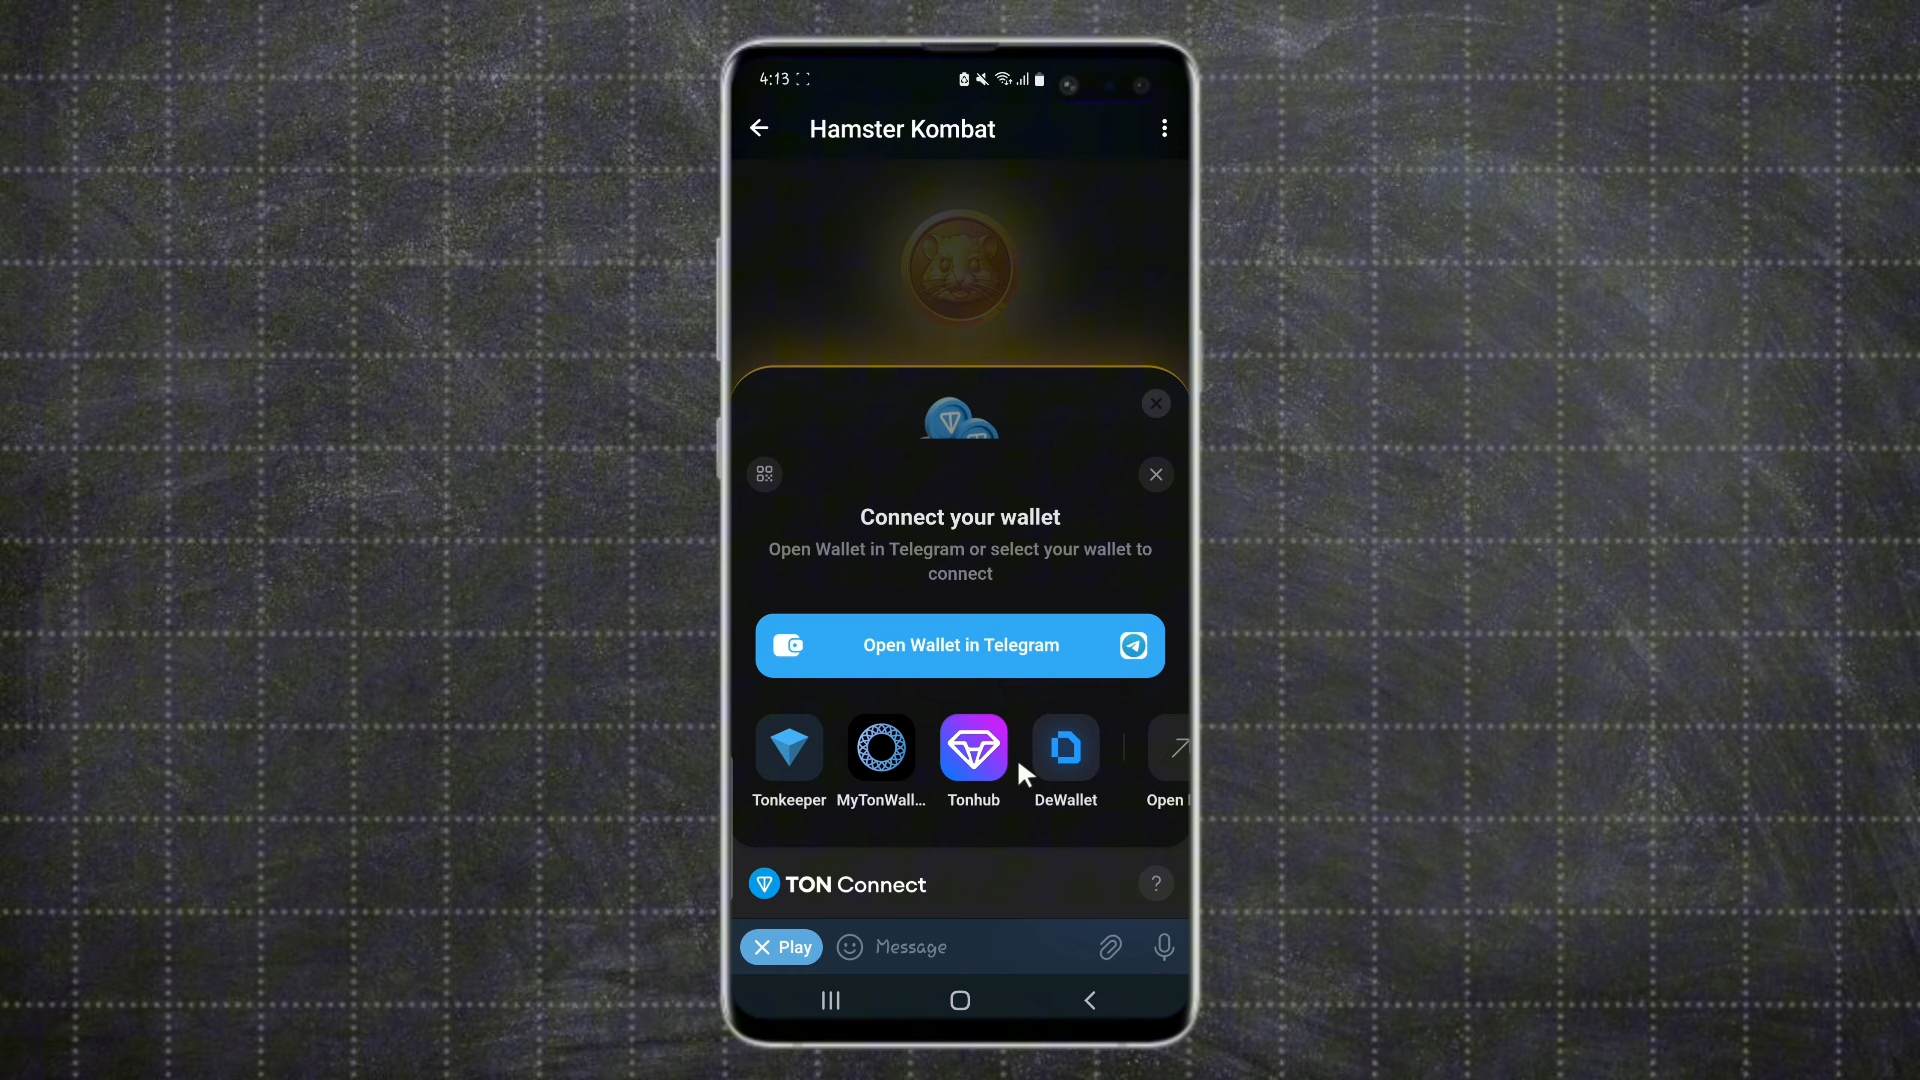 4:13
Hamster Kombat
Connect your wallet
Open Wallet in Telegram or select your wallet to
connect
Open Wallet in Telegram
Tonkeeper MyTonWall... Tonhub DeWallet Open
TON Connect
?
Play Message